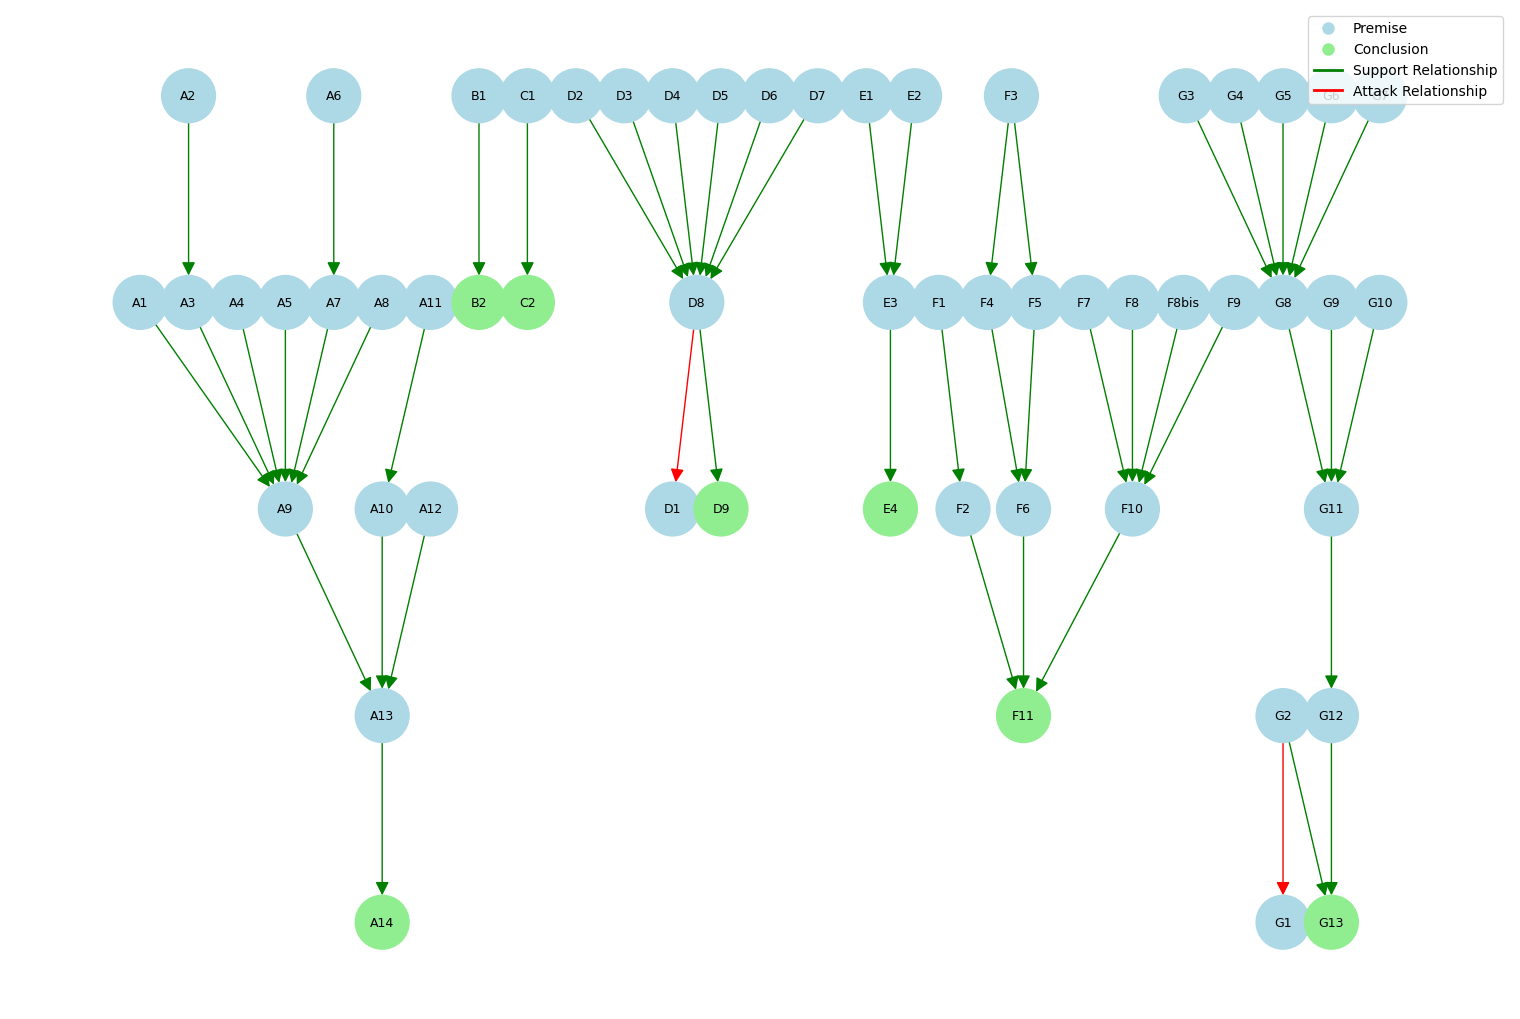 Premise
Conclusion
Support Relationship
Attack Relationship
A2 A6 B1 C1 D2 D3 D4 D5 D6 D7 E1 E2 F3 G3 G4 G5 G6 G7
A1 A3 A4 A5 A7 A8 A11 B2 C2 D8 E3 F1 F4 F5 F7 F8 F8bis F9 G8 G9 G10
A9 A10 A12 D1 D9 E4 F2 F6 F10 G11
A13 F11 G2 G12
A14 G1 G13